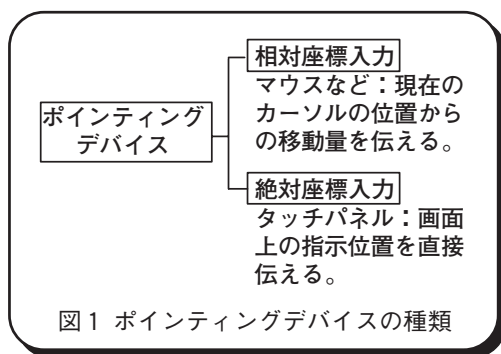 ポインティング
デバイス
相対座標入力
マウスなど：現在の
カーソルの位置から
の移動量を伝える。
絶対座標入力
タッチパネル：画面
上の指示位置を直接
伝える。
図1 ポインティングデバイスの種類